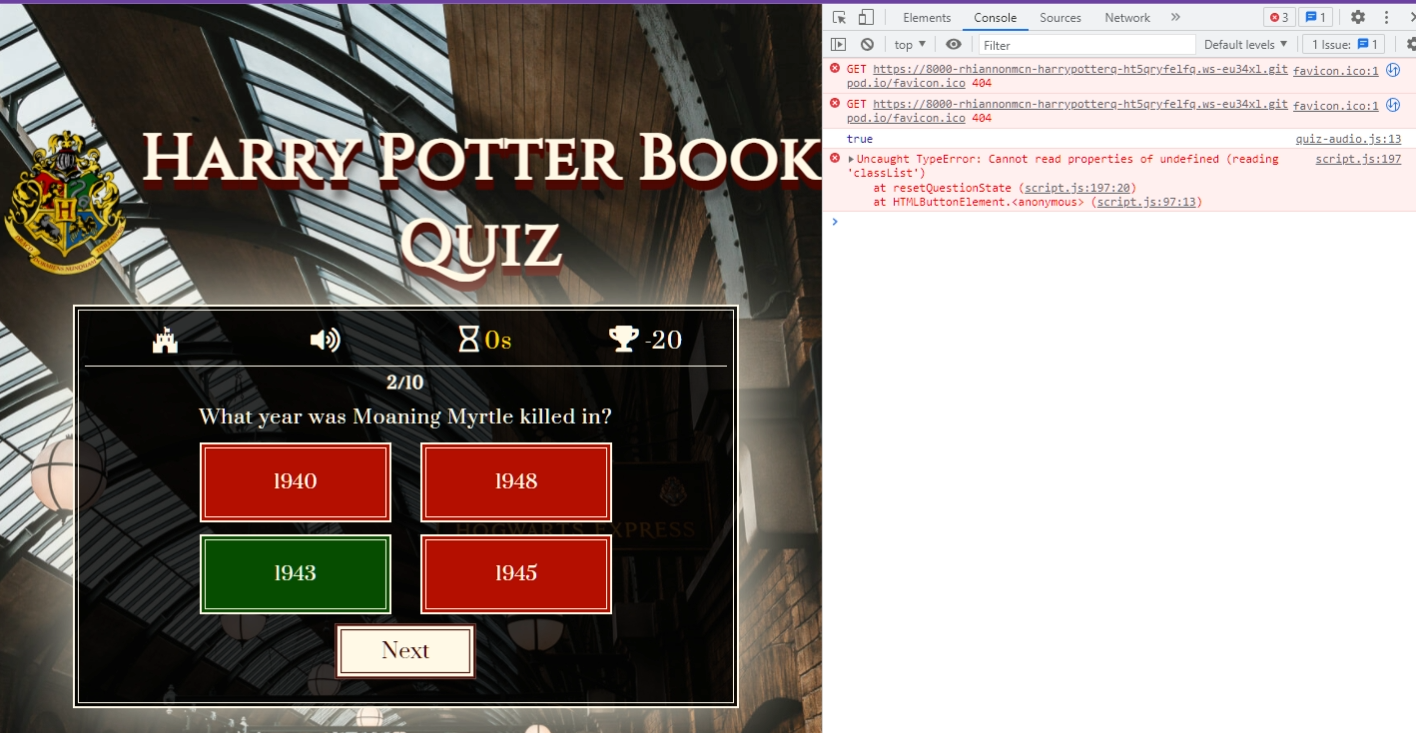 HARRY POTTER BOOK
QUIZ
H
0s
-20
2/10
What year was Moaning Myrtle killed in?
1940
1948
HOGWARTS EXPRESS
1943
1945
Next
Elements Console Sources Network »
3 1
top ▼ Filter Default levels ▼ 1 Issue: 1
GET https://8000-rhiannonmcn-harrypotterq-ht5qryfelfq.ws-eu34xl.git favicon.ico:1
pod.io/favicon.ico 404
GET https://8000-rhiannonmcn-harrypotterq-ht5qryfelfq.ws-eu34xl.git favicon.ico:1
pod.io/favicon.ico 404
true quiz-audio.js:13
Uncaught TypeError: Cannot read properties of undefined (reading script.js:197
'classList')
at resetQuestionState (script.js:197:20)
at HTMLButtonElement.<anonymous> (script.js:97:13)